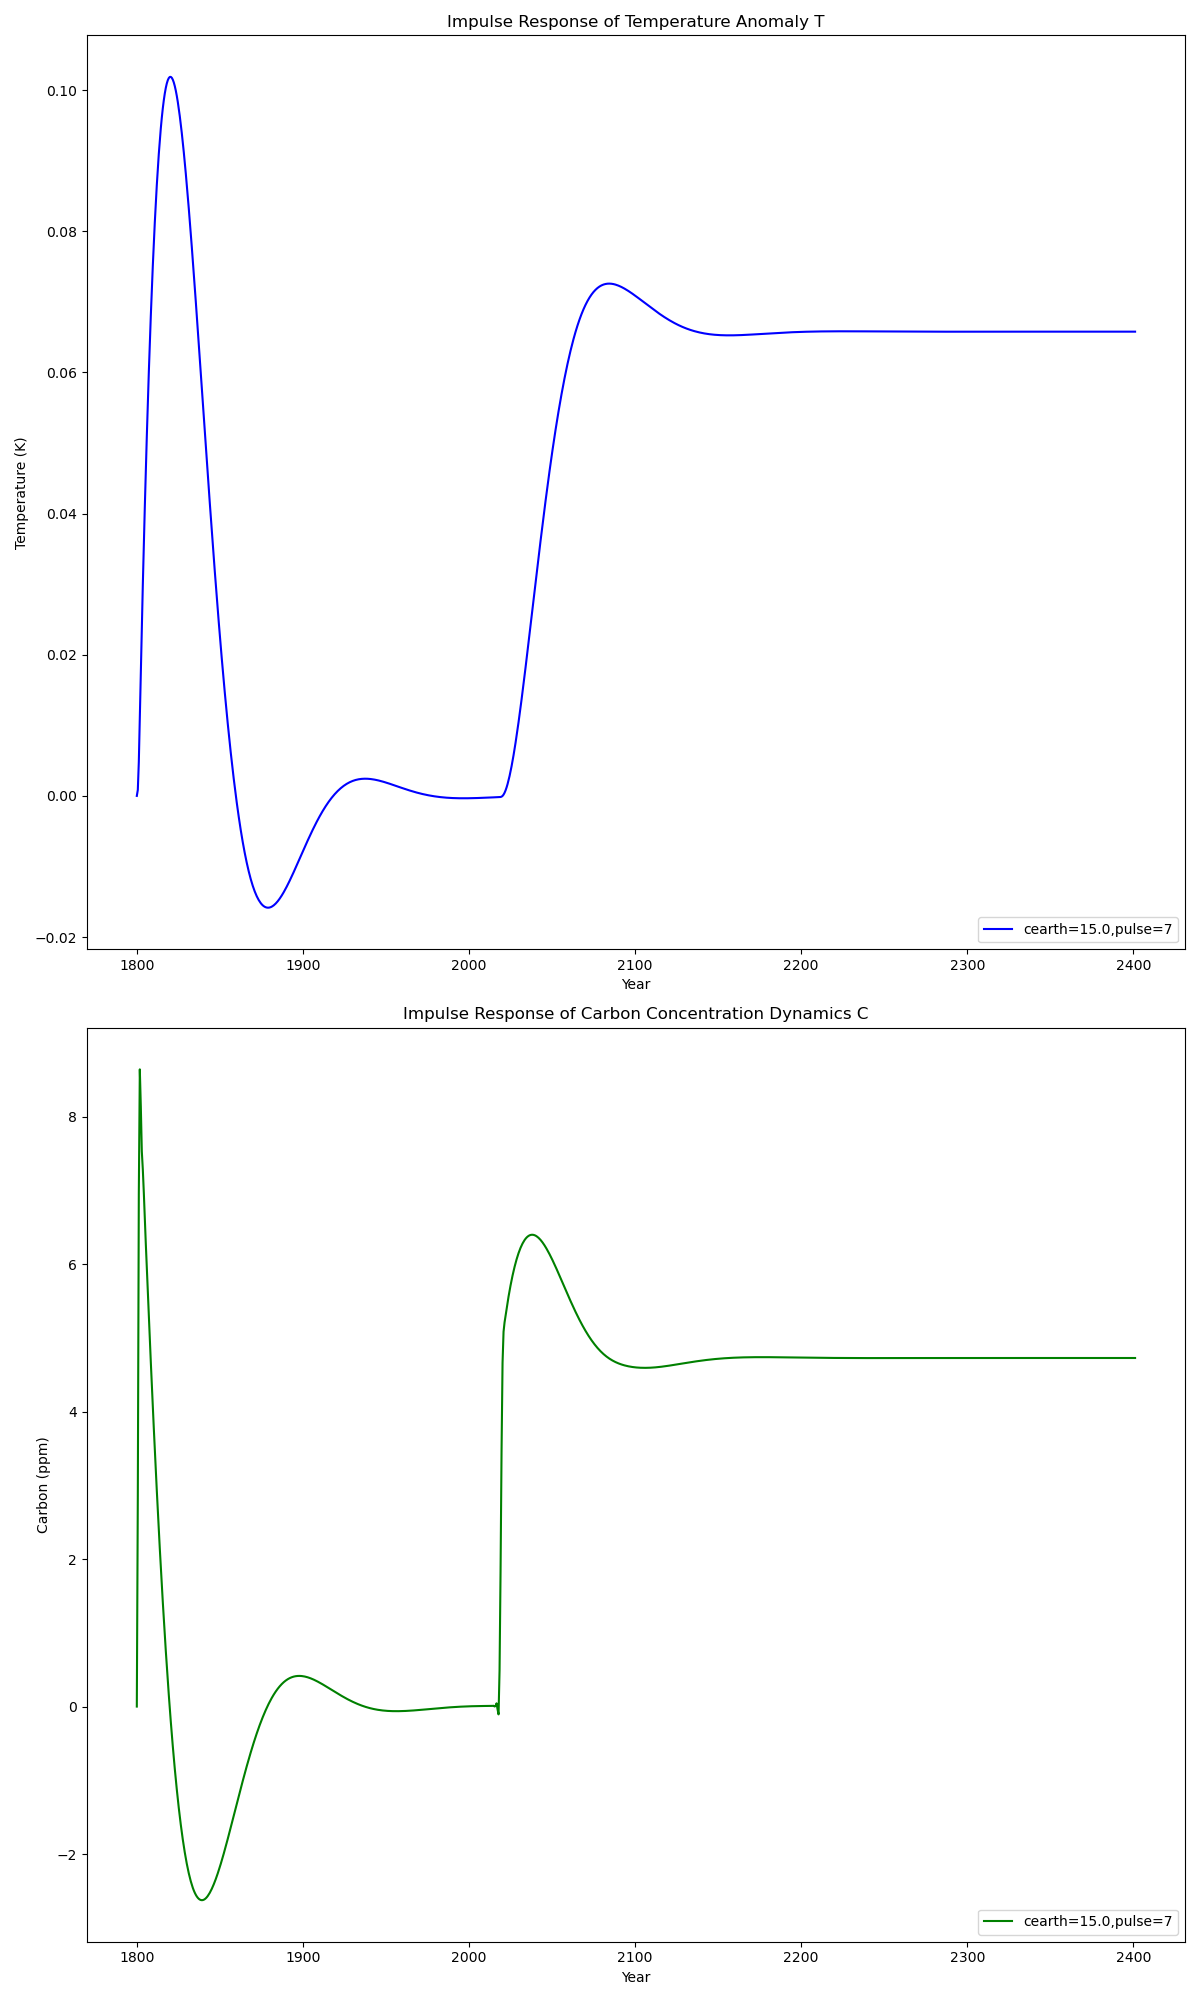 Impulse Response of Temperature Anomaly T
Temperature (K)
0.10
0.08
0.06
0.04
0.02
0.00
−0.02
cearth=15.0,pulse=7
1800 1900 2000 2100 2200 2300 2400
Year
Impulse Response of Carbon Concentration Dynamics C
Carbon (ppm)
8
6
4
2
0
−2
cearth=15.0,pulse=7
1800 1900 2000 2100 2200 2300 2400
Year